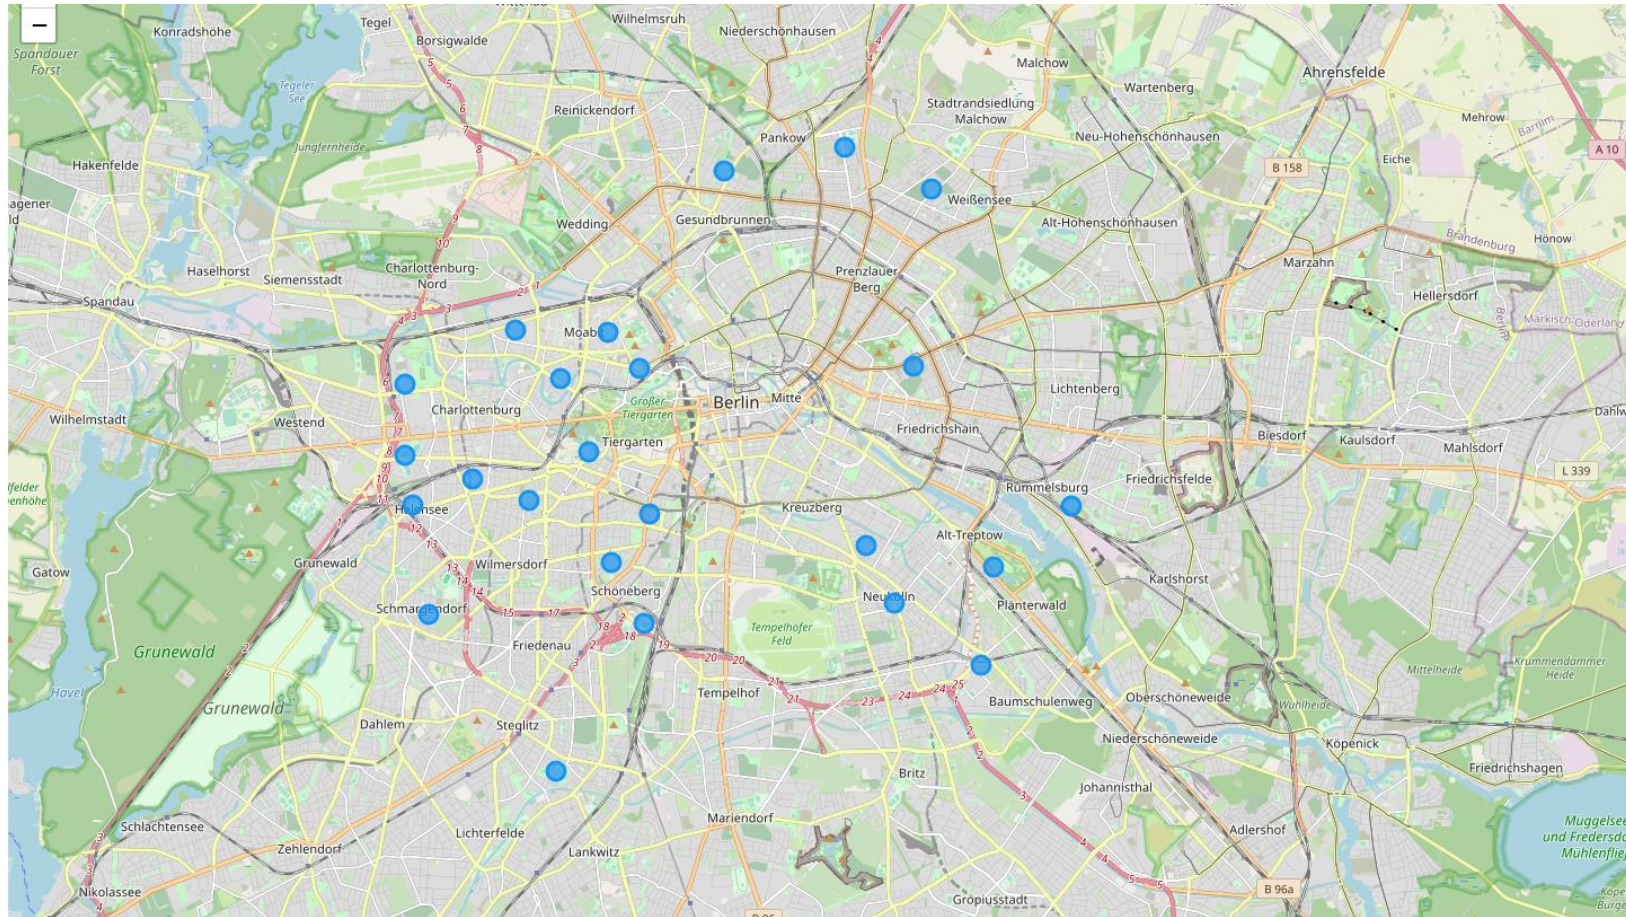 −
Konradshöhe
Tegel
Wilhelmsruh
Niederschönhausen
Borsigwalde
Spandauer
Forst
Tegeler
See
Malchow
Ahrensfelde
Wartenberg
Stadtrandsiedlung
Malchow
Reinickendorf
Mehrow
Barnim
Pankow
Neu-Hohenschönhausen
Jungfernheide
A 10
Hakenfelde
B 158
Eiche
Weißensee
Gesundbrunnen
Wedding
Alt-Hohenschönhausen
Brandenburg
Hönow
Marzahn
Haselhorst
Siemensstadt
Charlottenburg-
Nord
Prenzlauer
Berg
Hellersdorf
Spandau
Berlin
Märkisch-Oderland
Lichtenberg
Großer
Tiergarten
Berlin
Mitte
Charlottenburg
Wilhelmstadt
Westend
Tiergarten
Friedrichshain
Biesdorf
Kaulsdorf
Mahlsdorf
L 339
Friedrichsfelde
Rummelsburg
Kreuzberg
Alt-Treptow
Grunewald
Wilmersdorf
Gatow
Karlshorst
Schöneberg
Plänterwald
Tempelhofer
Feld
Friedenau
Grunewald
Mittelheide
Krummendammer
Heide
Havel
Tempelhof
Grunewald
Baumschulenweg
Oberschöneweide
Wuhlheide
Dahlem
Steglitz
Niederschöneweide
Köpenick
Friedrichshagen
Britz
Johannisthal
Mariendorf
Schlachtensee
Lichterfelde
Adlershof
Zehlendorf
Lankwitz
Nikolassee
B 96a
Gropiusstadt